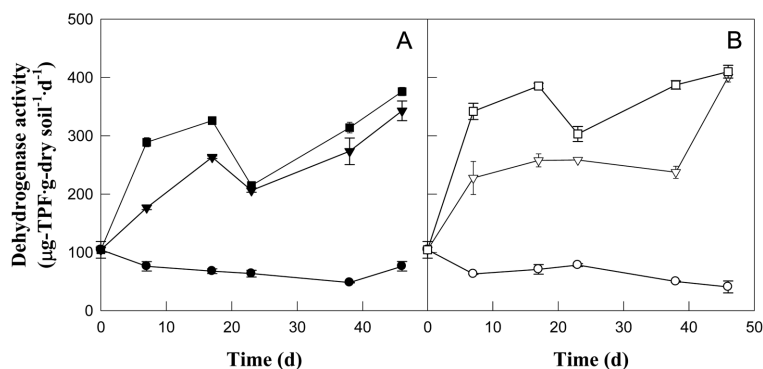 Dehydrogenase activity
(µg-TPF·g-dry soil⁻¹·d⁻¹)
500
400
300
200
100
0
A
B
0 10 20 30 40 0 10 20 30 40 50
Time (d) Time (d)